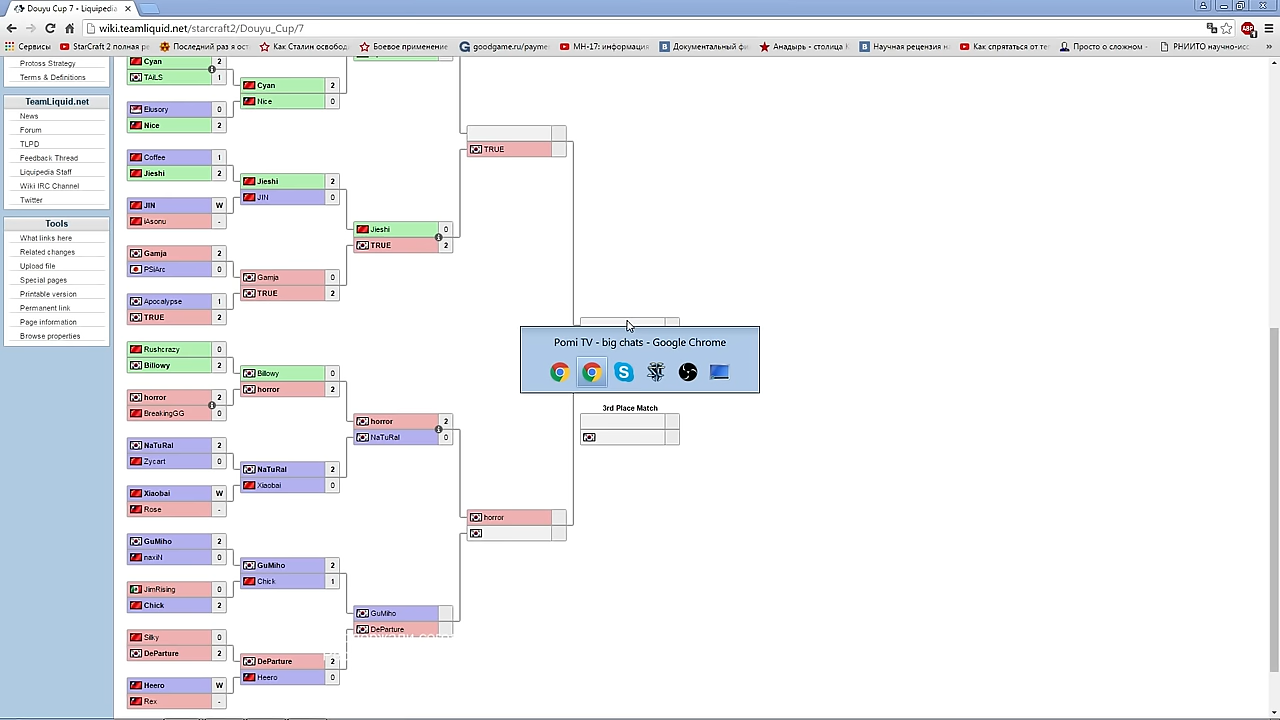 Douyu Cup 7 - Liquipedia
wiki.teamliquid.net/starcraft2/Douyu_Cup/7
Сервисы
StarCraft 2 полная р
Последний раз я ост
Как Сталин освобод
Боевое применение
goodgame.ru/payme
МН-17: информация
Документальный ф
Анадырь - столица
Научная рецензия н
Как спрятаться от те
Просто о сложном -
РНИИТО научно-исс
Protoss Strategy
Terms & Definitions
TeamLiquid.net
News
Forum
TLPD
Feedback Thread
Liquipedia Staff
Wiki IRC Channel
Twitter
Tools
What links here
Related changes
Upload file
Special pages
Printable version
Permanent link
Page information
Browse properties
Cyan 2
TAiLS 1
Elusory 0
Nice 2
Coffee 1
Jieshi 2
JIN W
iAsonu -
Gamja 2
PSiArc 0
Apocalypse 1
TRUE 2
Rushcrazy 0
Billowy 2
horror 2
BreakingGG 0
NaTuRal 2
Zycart 0
Xiaobai W
Rose -
GuMiho 2
naxiN 0
JimRising 0
Chick 2
Silky 0
DeParture 2
Heero W
Rex -
Cyan 2
Nice 0
Jieshi 2
JIN 0
Gamja 0
TRUE 2
Billowy 0
horror 2
NaTuRal 2
Xiaobai 0
GuMiho 2
Chick 1
DeParture 2
Heero 0
Jieshi 0
TRUE 2
horror 2
NaTuRal 0
GuMiho
DeParture
TRUE
horror
Pomi TV - big chats - Google Chrome
3rd Place Match